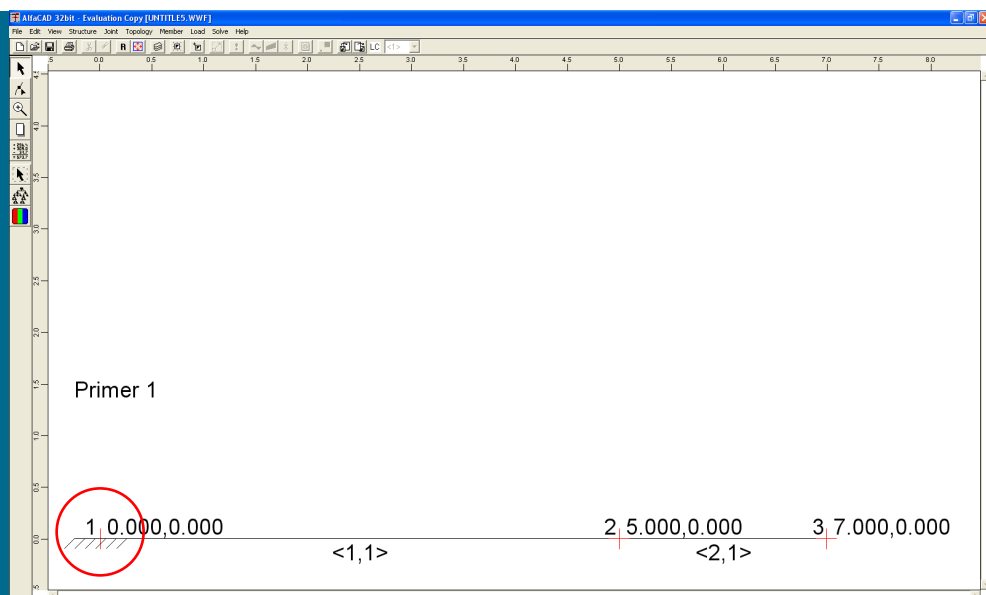 AlfaCAD 32bit - Evaluation Copy [UNTITLE5.WWF]
File Edit View Structure Joint Topology Member Load Solve Help
R LC <1>
.5 0.0 0.5 1.0 1.5 2.0 2.5 3.0 3.5 4.0 4.5 5.0 5.5 6.0 6.5 7.0 7.5 8.0
4.5
4.0
3.5
3.0
2.5
2.0
1.5
Primer 1
1.0
0.5
1 0.000,0.000 2 5.000,0.000 3 7.000,0.000
0.0
<1,1> <2,1>
.5